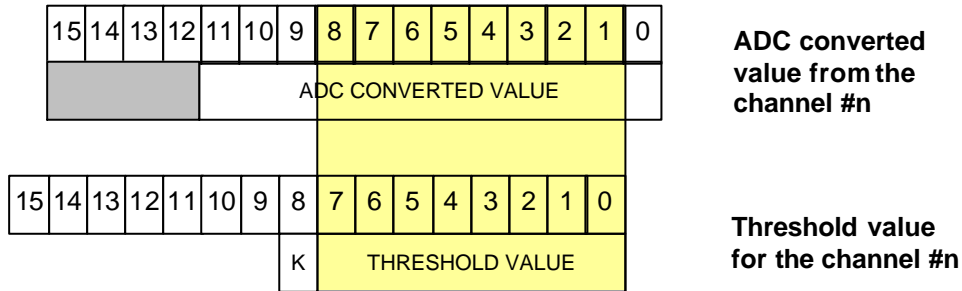 15 14 13 12 11 10 9 8 7 6 5 4 3 2 1 0
ADC CONVERTED VALUE
ADC converted
value from the
channel #n
15 14 13 12 11 10 9 8 7 6 5 4 3 2 1 0
K THRESHOLD VALUE
Threshold value
for the channel #n